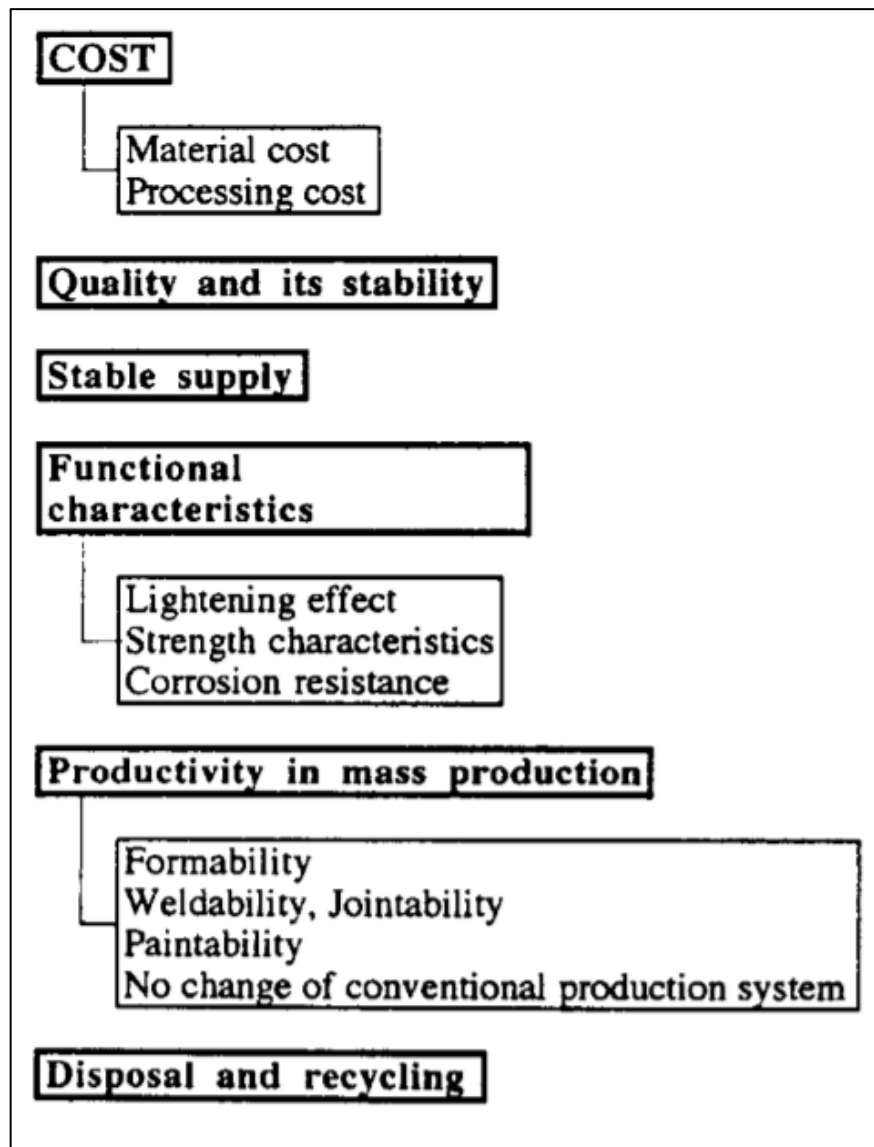 COST
Material cost
Processing cost
Quality and its stability
Stable supply
Functional
characteristics
Lightening effect
Strength characteristics
Corrosion resistance
Productivity in mass production
Formability
Weldability, Jointability
Paintability
No change of conventional production system
Disposal and recycling